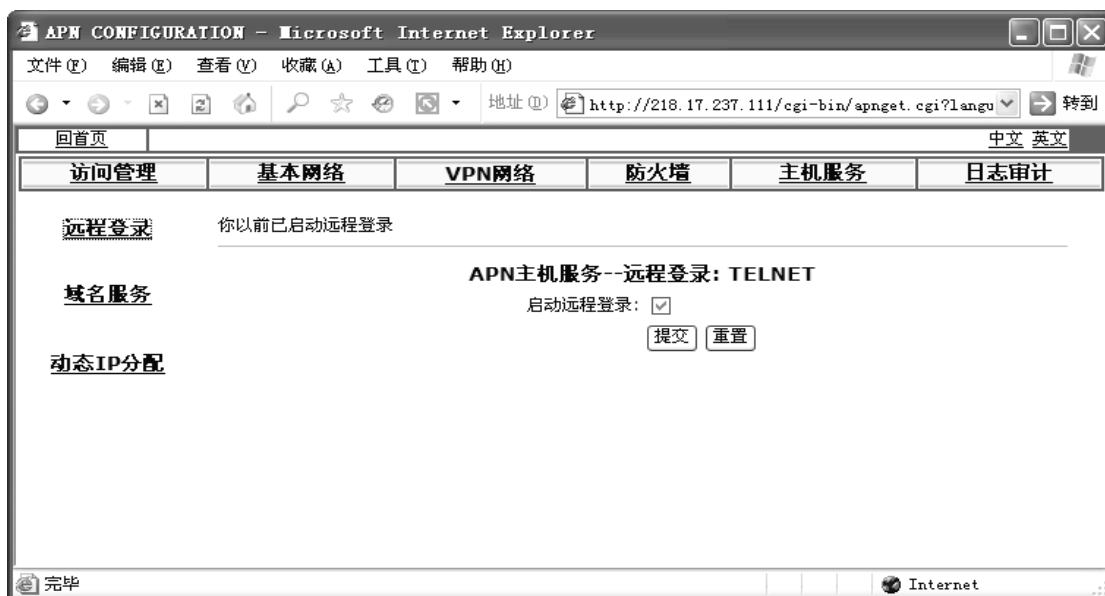 APN CONFIGURATION - Microsoft Internet Explorer
文件(F) 编辑(E) 查看(V) 收藏(A) 工具(T) 帮助(H)
地址(D) http://218.17.237.111/cgi-bin/apnget.cgi?langu 转到
回首页 中文 英文
访问管理 基本网络 VPN网络 防火墙 主机服务 日志审计
远程登录 你以前已启动远程登录
APN主机服务--远程登录: TELNET
域名服务 启动远程登录:
提交 重置
动态IP分配
完毕 Internet